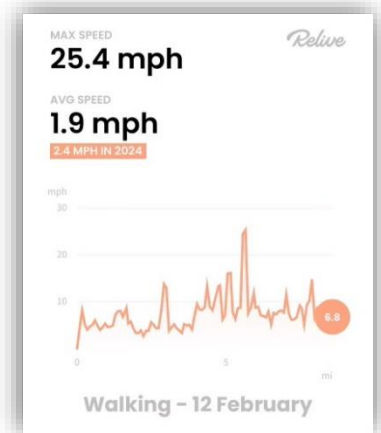 MAX SPEED
Relive
25.4 mph
AVG SPEED
1.9 mph
2.4 MPH IN 2024
mph
30
20
10
6.8
0
5
mi
Walking - 12 February